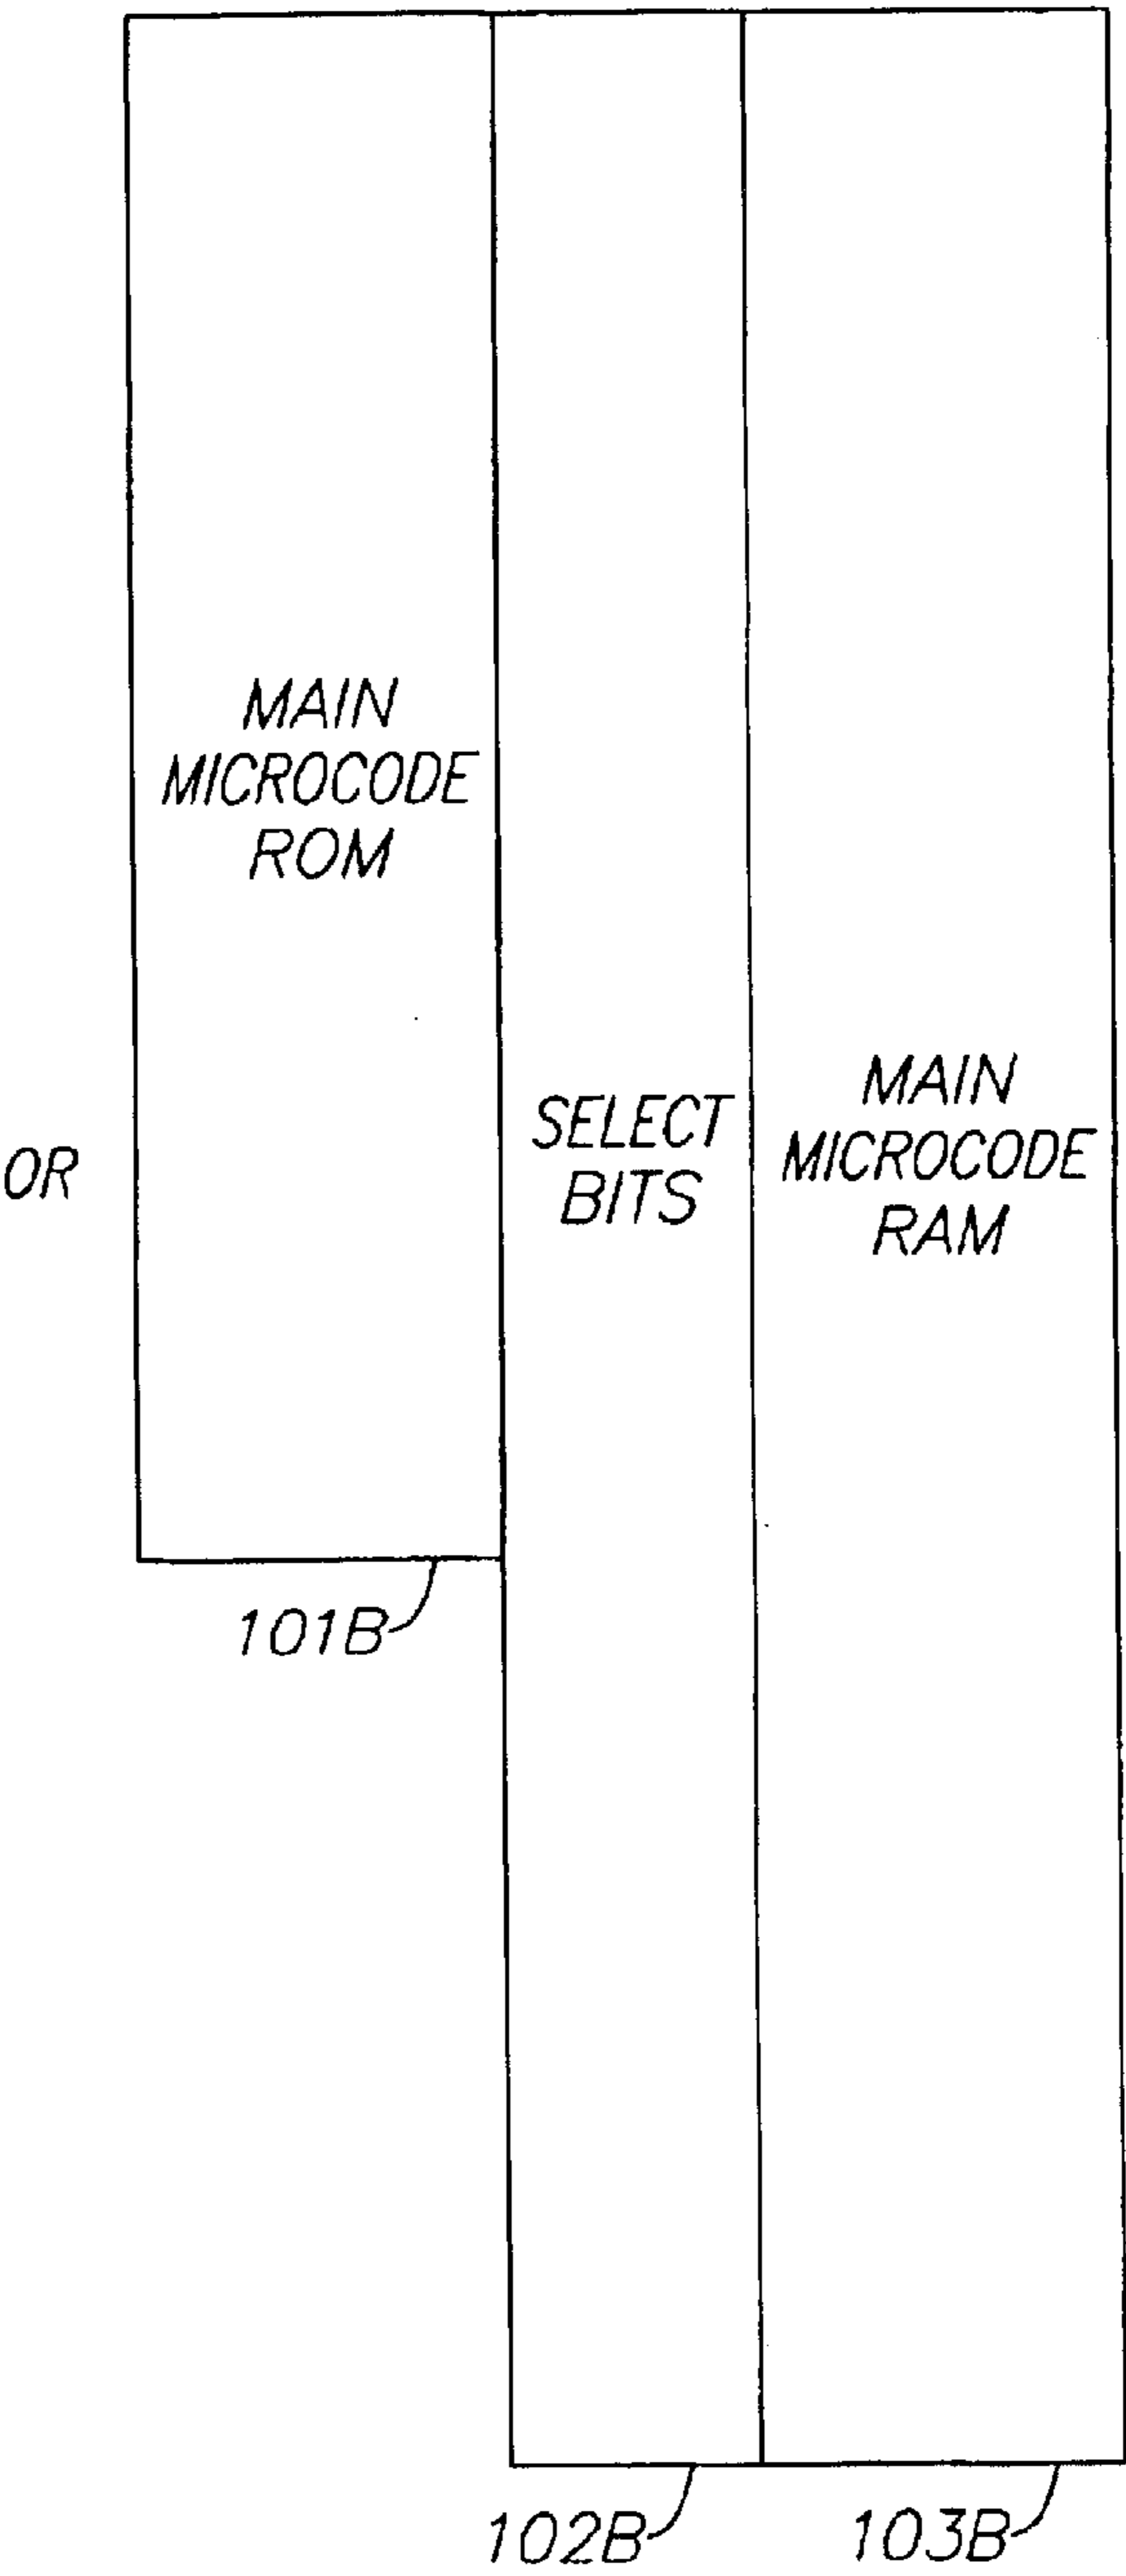 MAIN
MICROCODE
ROM
OR
SELECT
BITS
MAIN
MICROCODE
RAM
101B
102B
103B